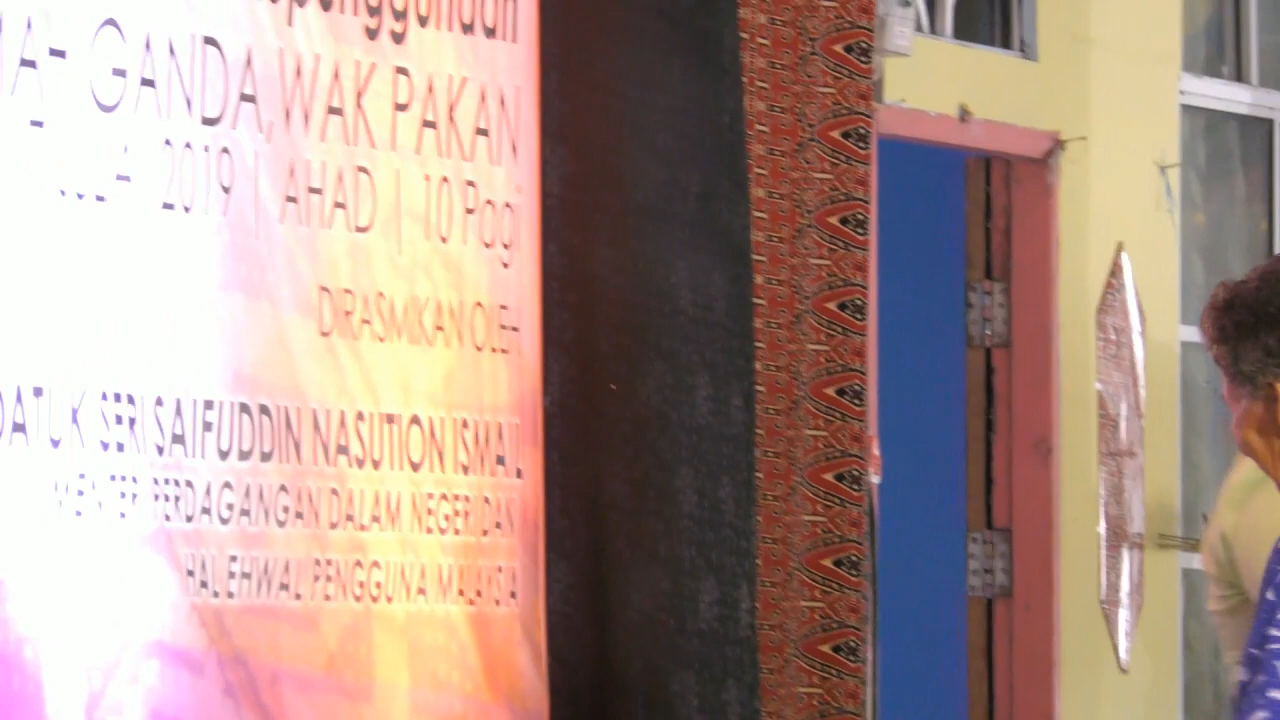 GANDA, WAK PAKAN
2019 | AHAD | 10 Pagi
DIRASMIKAN OLEH
DATUK SERI SAIFUDDIN NASUTION ISMAIL
MENTERI PERDAGANGAN DALAM NEGERI DAN
HAL EHWAL PENGGUNA MALAYSIA